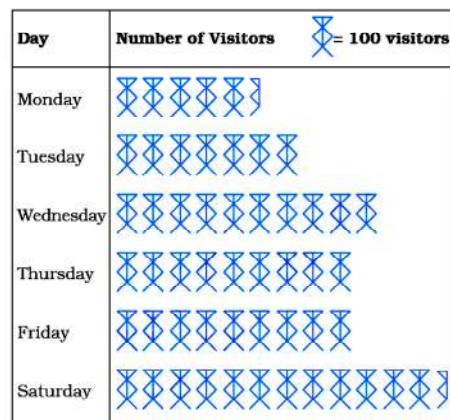 Day Number of Visitors = 100 visitors
Monday
Tuesday
Wednesday
Thursday
Friday
Saturday